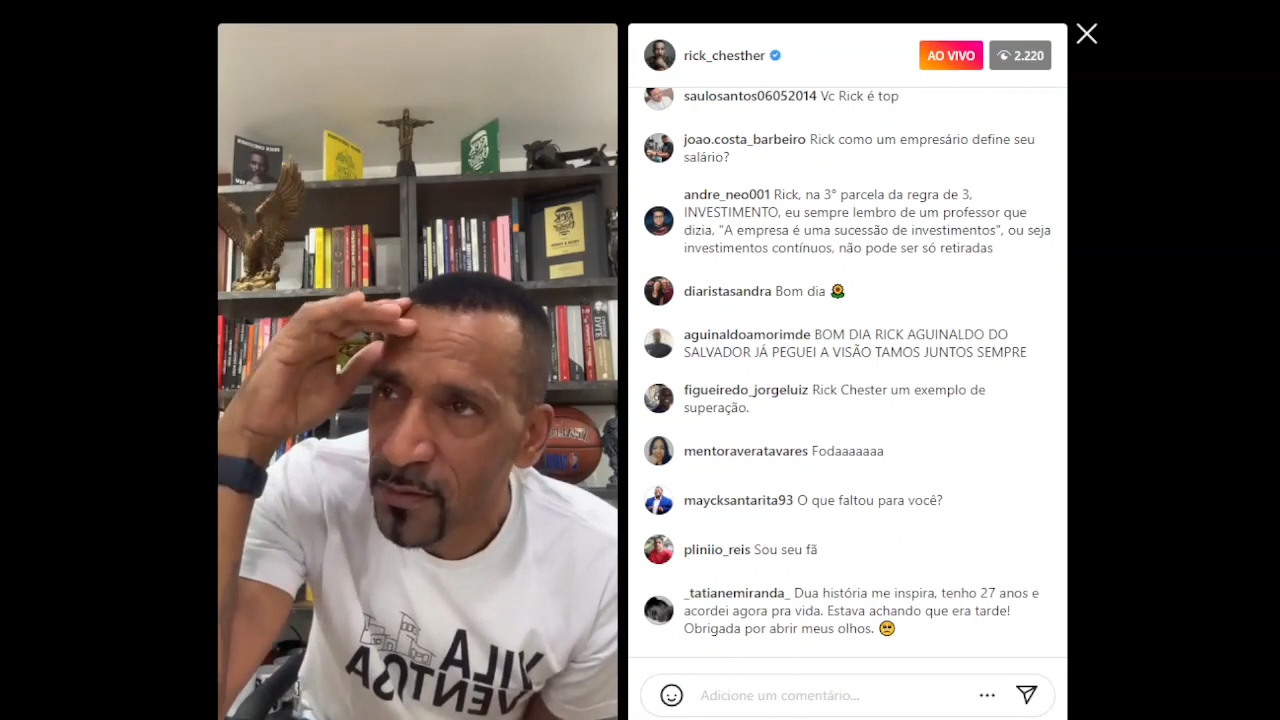 rick_chesther
AO VIVO
2.220
saulosantos06052014 Vc Rick é top
joao.costa_barbeiro Rick como um empresário define seu
salário?
andre_neo001 Rick, na 3° parcela da regra de 3,
INVESTIMENTO, eu sempre lembro de um professor que
dizia, "A empresa é uma sucessão de investimentos", ou seja
investimentos contínuos, não pode ser só retiradas
diaristasandra Bom dia 🌻
aguinaldoamorimde BOM DIA RICK AGUINALDO DO
SALVADOR JÁ PEGUEI A VISÃO TAMOS JUNTOS SEMPRE
figueiredo_jorgeluiz Rick Chester um exemplo de
superação.
mentoraveratavares Fodaaaaaaa
maycksantarita93 O que faltou para você?
pliniio_reis Sou seu fã
_tatianemiranda_ Dua história me inspira, tenho 27 anos e
acordei agora pra vida. Estava achando que era tarde!
Obrigada por abrir meus olhos. 🥺
Adicione um comentário...
VILA
VENTOSA